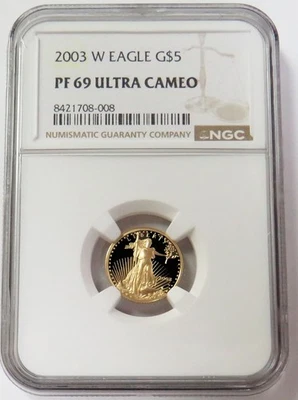 2003 W EAGLE G$5
PF 69 ULTRA CAMEO
8421708-008
NUMISMATIC GUARANTY COMPANY
NGC